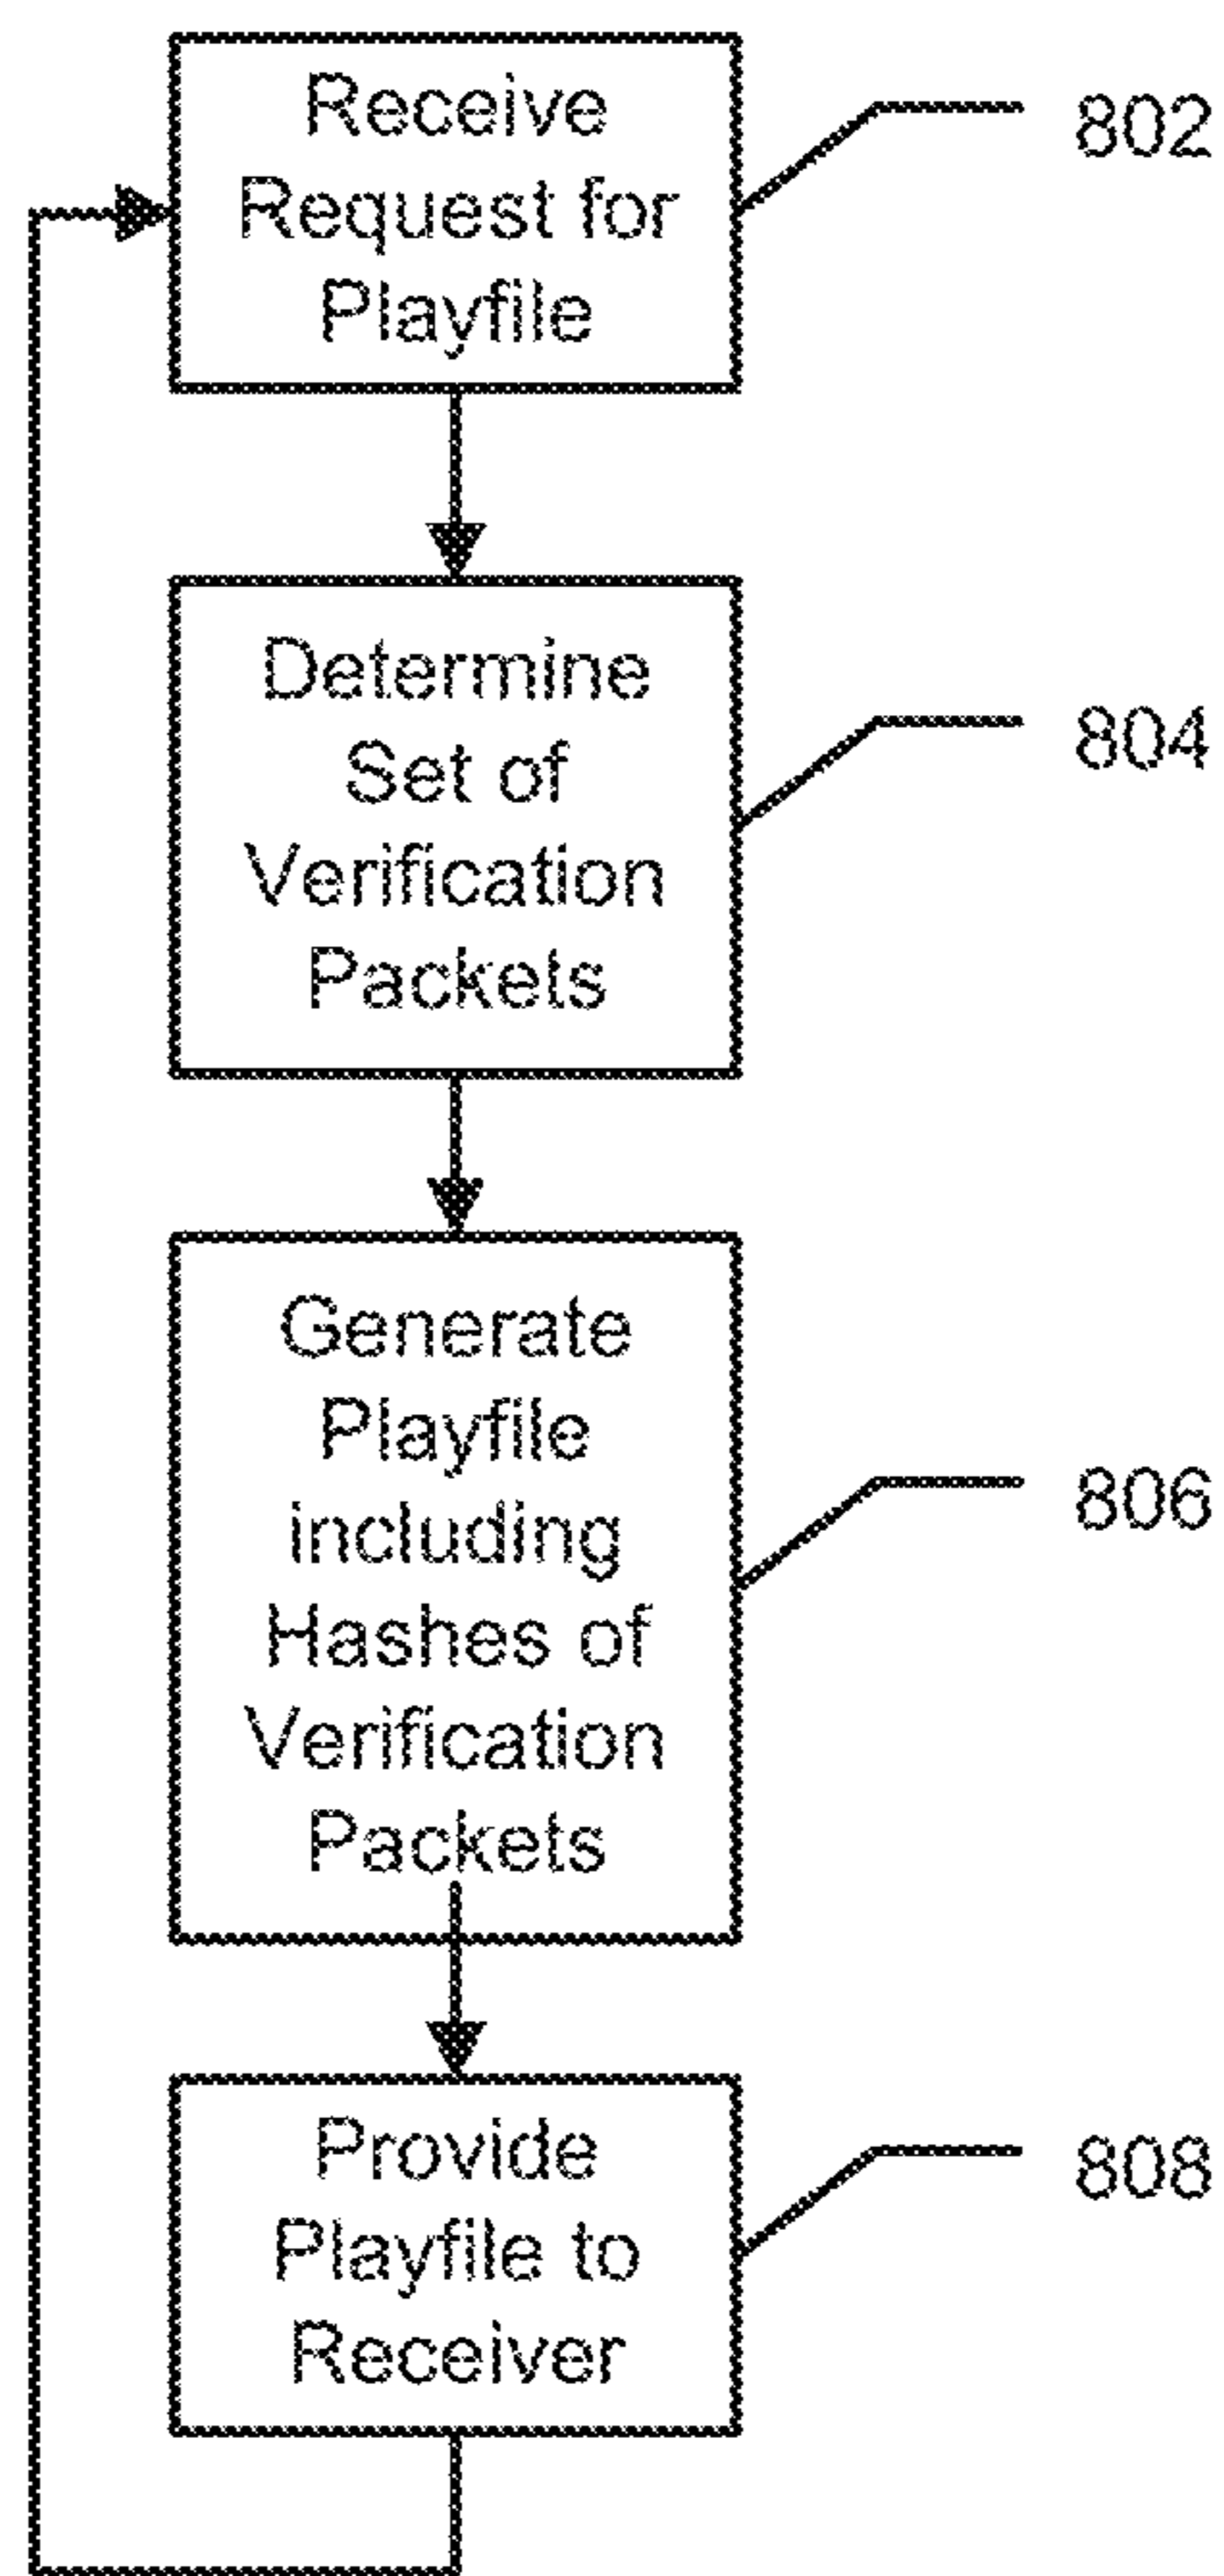 Receive
Request for
Playfile
802
Determine
Set of
Verification
Packets
804
Generate
Playfile
including
Hashes of
Verification
Packets
806
Provide
Playfile to
Receiver
808